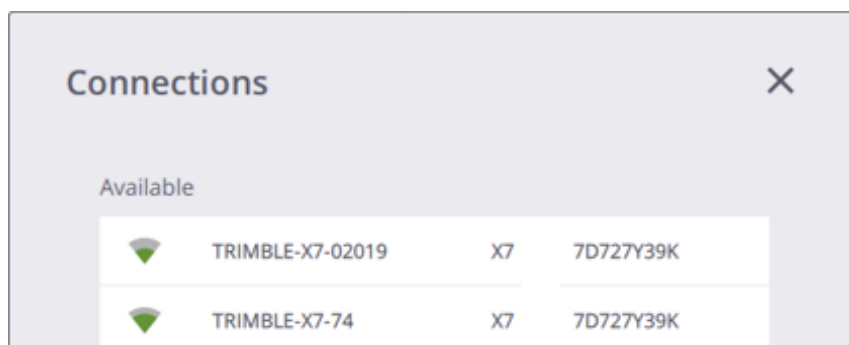 Connections
Available
TRIMBLE-X7-02019 X7 7D727Y39K
TRIMBLE-X7-74 X7 7D727Y39K